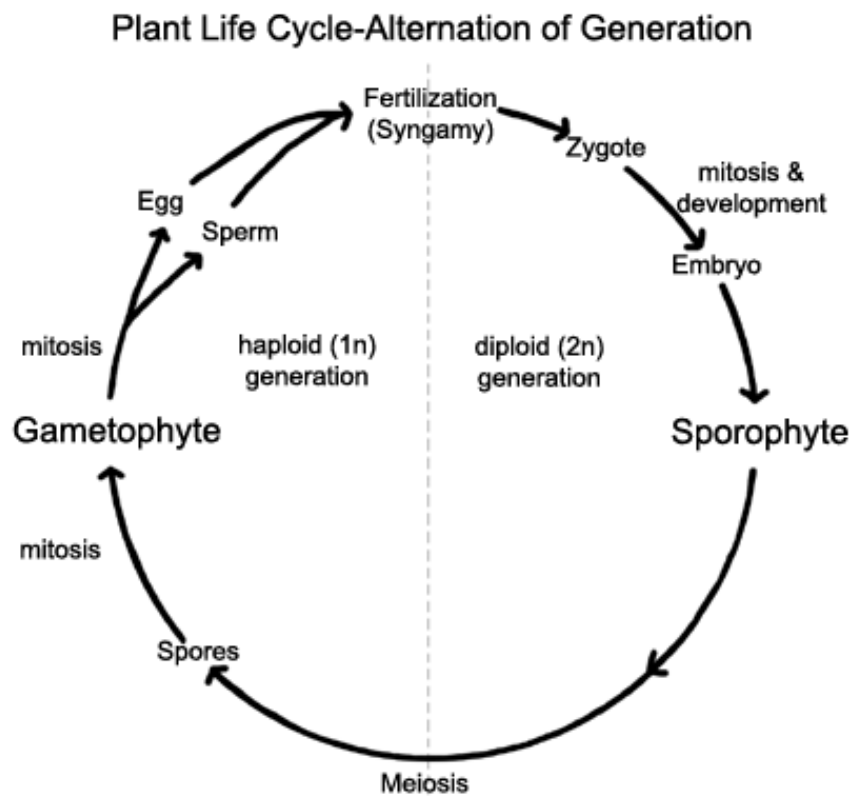 Plant Life Cycle-Alternation of Generation
Fertilization
(Syngamy)
Zygote
mitosis &
development
Embryo
Egg
Sperm
mitosis
haploid (1n)
generation
diploid (2n)
generation
Gametophyte
Sporophyte
mitosis
Spores
Meiosis